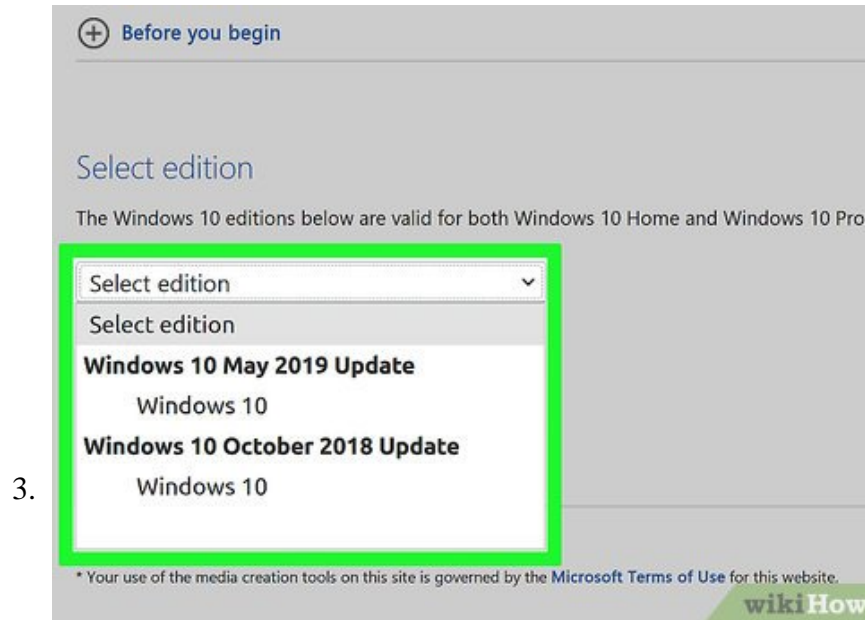 Before you begin
Select edition
The Windows 10 editions below are valid for both Windows 10 Home and Windows 10 Pro
Select edition
Select edition
Windows 10 May 2019 Update
Windows 10
Windows 10 October 2018 Update
Windows 10
3.
* Your use of the media creation tools on this site is governed by the Microsoft Terms of Use for this website.
wikiHow